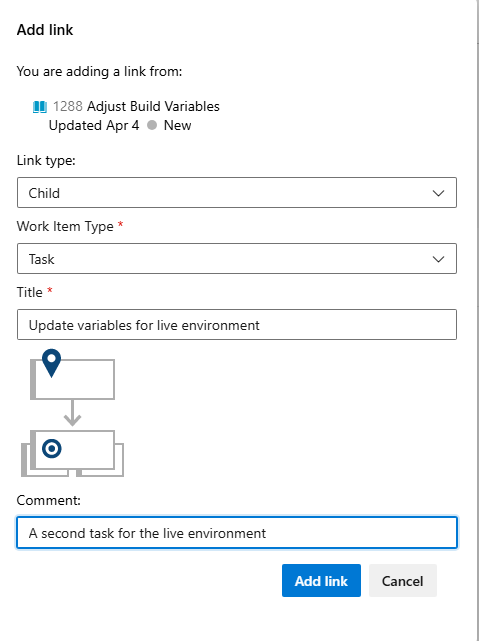 Add link
You are adding a link from:
1288 Adjust Build Variables
Updated Apr 4 New
Link type:
Child
Work Item Type *
Task
Title *
Update variables for live environment
Comment:
A second task for the live environment
Add link Cancel